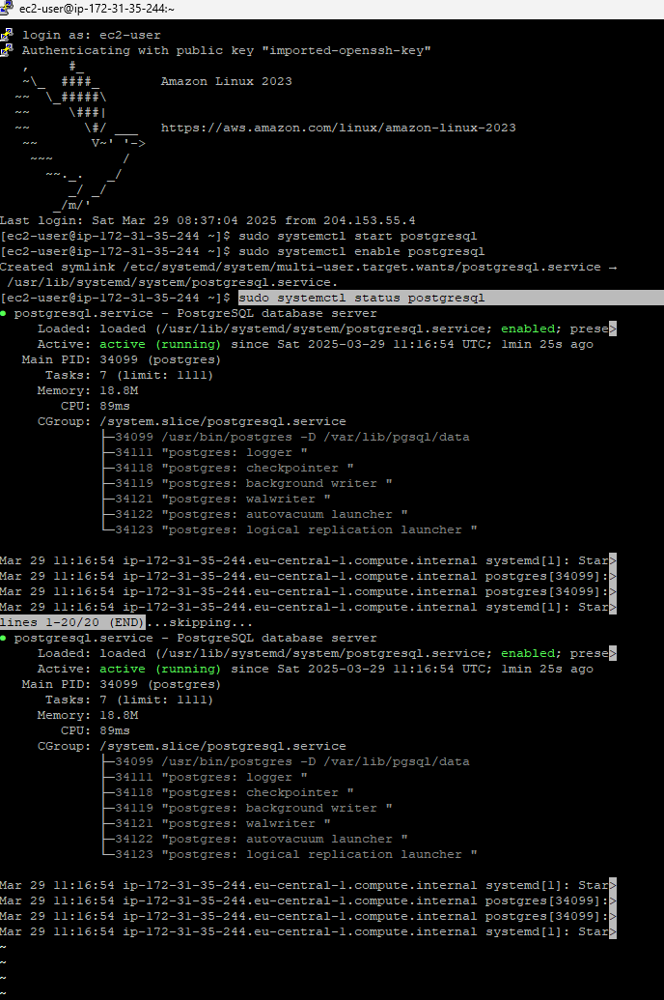 ec2-user@ip-172-31-35-244:~
login as: ec2-user
Authenticating with public key "imported-openssh-key"
   ,     #_
   ~\_  ####_        Amazon Linux 2023
  ~~  \_#####\
  ~~     \###|
  ~~       \#/ ___   https://aws.amazon.com/linux/amazon-linux-2023
   ~~       V~' '->
    ~~~         /
      ~~._.   _/
         _/ _/
       _/m/'
Last login: Sat Mar 29 08:37:04 2025 from 204.153.55.4
[ec2-user@ip-172-31-35-244 ~]$ sudo systemctl start postgresql
[ec2-user@ip-172-31-35-244 ~]$ sudo systemctl enable postgresql
Created symlink /etc/systemd/system/multi-user.target.wants/postgresql.service →
 /usr/lib/systemd/system/postgresql.service.
[ec2-user@ip-172-31-35-244 ~]$ sudo systemctl status postgresql
● postgresql.service - PostgreSQL database server
     Loaded: loaded (/usr/lib/systemd/system/postgresql.service; enabled; prese>
     Active: active (running) since Sat 2025-03-29 11:16:54 UTC; 1min 25s ago
   Main PID: 34099 (postgres)
      Tasks: 7 (limit: 1111)
     Memory: 18.8M
        CPU: 89ms
     CGroup: /system.slice/postgresql.service
             ├─34099 /usr/bin/postgres -D /var/lib/pgsql/data
             ├─34111 "postgres: logger "
             ├─34118 "postgres: checkpointer "
             ├─34119 "postgres: background writer "
             ├─34121 "postgres: walwriter "
             ├─34122 "postgres: autovacuum launcher "
             └─34123 "postgres: logical replication launcher "

Mar 29 11:16:54 ip-172-31-35-244.eu-central-1.compute.internal systemd[1]: Star>
Mar 29 11:16:54 ip-172-31-35-244.eu-central-1.compute.internal postgres[34099]:>
Mar 29 11:16:54 ip-172-31-35-244.eu-central-1.compute.internal postgres[34099]:>
Mar 29 11:16:54 ip-172-31-35-244.eu-central-1.compute.internal systemd[1]: Star>
lines 1-20/20 (END)...skipping...
● postgresql.service - PostgreSQL database server
     Loaded: loaded (/usr/lib/systemd/system/postgresql.service; enabled; prese>
     Active: active (running) since Sat 2025-03-29 11:16:54 UTC; 1min 25s ago
   Main PID: 34099 (postgres)
      Tasks: 7 (limit: 1111)
     Memory: 18.8M
        CPU: 89ms
     CGroup: /system.slice/postgresql.service
             ├─34099 /usr/bin/postgres -D /var/lib/pgsql/data
             ├─34111 "postgres: logger "
             ├─34118 "postgres: checkpointer "
             ├─34119 "postgres: background writer "
             ├─34121 "postgres: walwriter "
             ├─34122 "postgres: autovacuum launcher "
             └─34123 "postgres: logical replication launcher "

Mar 29 11:16:54 ip-172-31-35-244.eu-central-1.compute.internal systemd[1]: Star>
Mar 29 11:16:54 ip-172-31-35-244.eu-central-1.compute.internal postgres[34099]:>
Mar 29 11:16:54 ip-172-31-35-244.eu-central-1.compute.internal postgres[34099]:>
Mar 29 11:16:54 ip-172-31-35-244.eu-central-1.compute.internal systemd[1]: Star>
~
~
~
~